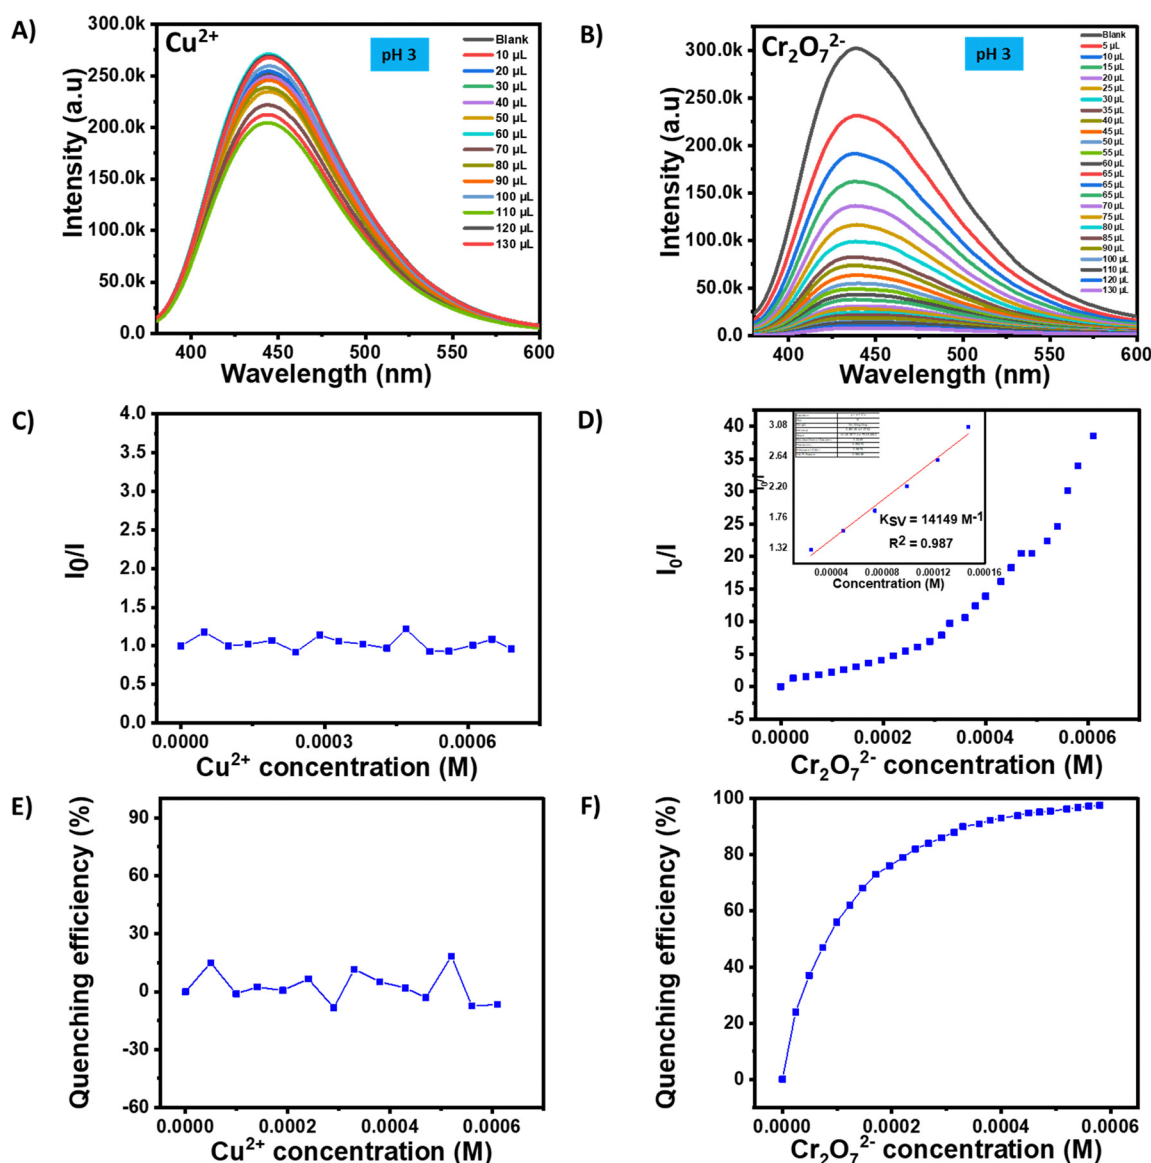 A)
Cu2+
pH 3
300.0k
250.0k
200.0k
150.0k
100.0k
50.0k
0.0
Intensity (a.u)
400
450
500
550
600
Wavelength (nm)
Blank
10 µL
20 µL
30 µL
40 µL
50 µL
60 µL
70 µL
80 µL
90 µL
100 µL
110 µL
120 µL
130 µL
B)
Cr2O7 2-
pH 3
300.0k
250.0k
200.0k
150.0k
100.0k
50.0k
0.0
Intensity (a.u)
400
450
500
550
600
Wavelength (nm)
Blank
5 µL
10 µL
15 µL
20 µL
25 µL
30 µL
35 µL
40 µL
45 µL
50 µL
55 µL
60 µL
65 µL
65 µL
65 µL
70 µL
75 µL
80 µL
85 µL
90 µL
100 µL
110 µL
120 µL
130 µL
C)
4.0
3.5
3.0
2.5
2.0
1.5
1.0
0.5
0.0
I0/I
0.0000
0.0003
0.0006
Cu2+ concentration (M)
D)
40
35
30
25
20
15
10
5
0
-5
I0/I
3.08
2.64
2.20
1.76
1.32
I0/I
KSV = 14149 M-1
R2 = 0.987
0.00004
0.00008
0.00012
0.00016
Concentration (M)
0.0000
0.0002
0.0004
0.0006
Cr2O7 2- concentration (M)
E)
90
60
30
0
-30
-60
Quenching efficiency (%)
0.0000
0.0002
0.0004
0.0006
Cu2+ concentration (M)
F)
100
80
60
40
20
0
Quenching efficiency (%)
0.0000
0.0002
0.0004
0.0006
Cr2O7 2- concentration (M)